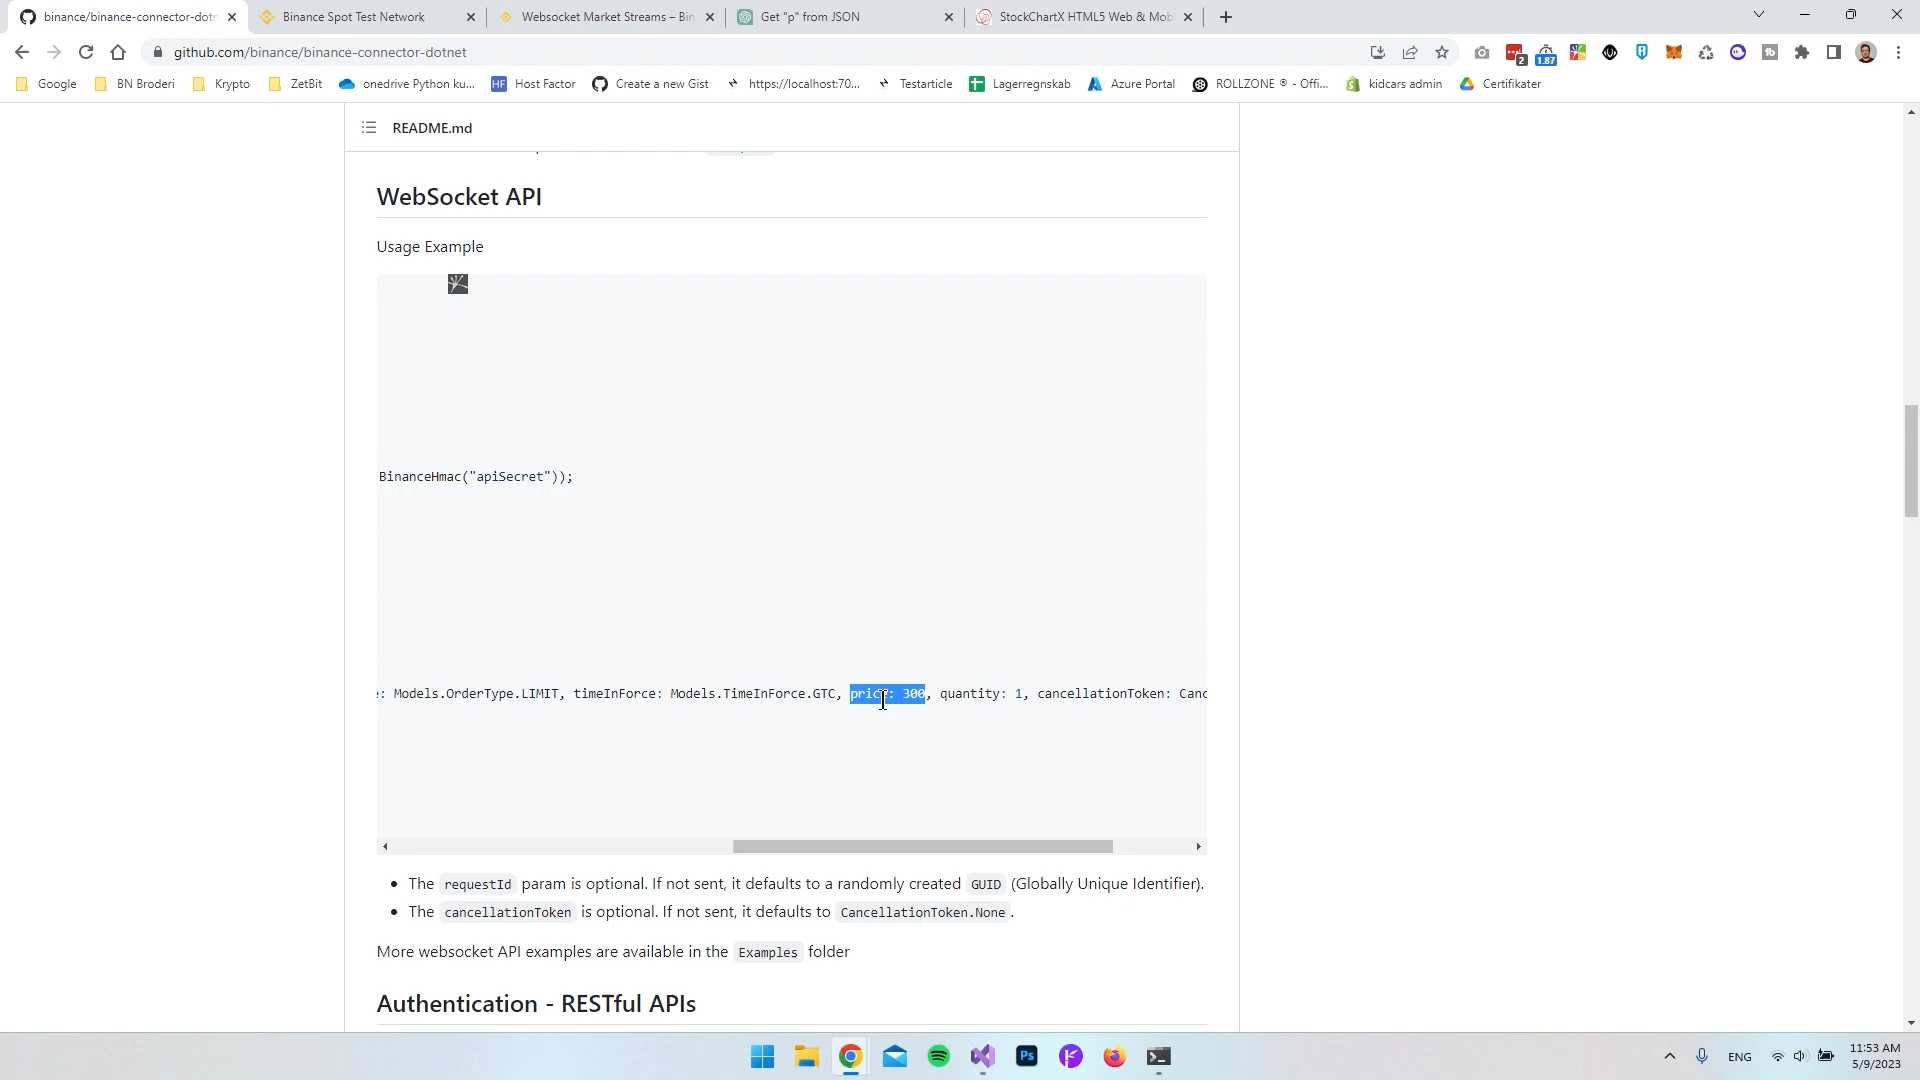 binance/binance-connector-dotn
Binance Spot Test Network
Websocket Market Streams – Bin
Get "p" from JSON
StockChartX HTML5 Web & Mob
github.com/binance/binance-connector-dotnet
2
1.87
Google
BN Broderi
Krypto
ZetBit
onedrive Python ku...
HF Host Factor
Create a new Gist
https://localhost:70...
Testarticle
Lagerregnskab
Azure Portal
ROLLZONE ® - Offi...
kidcars admin
Certifikater
README.md
WebSocket API
Usage Example
BinanceHmac("apiSecret"));
: Models.OrderType.LIMIT, timeInForce: Models.TimeInForce.GTC, price: 300, quantity: 1, cancellationToken: Canc
• The requestId param is optional. If not sent, it defaults to a randomly created GUID (Globally Unique Identifier).
• The cancellationToken is optional. If not sent, it defaults to CancellationToken.None.
More websocket API examples are available in the Examples folder
Authentication - RESTful APIs
Ps
ENG
11:53 AM
5/9/2023